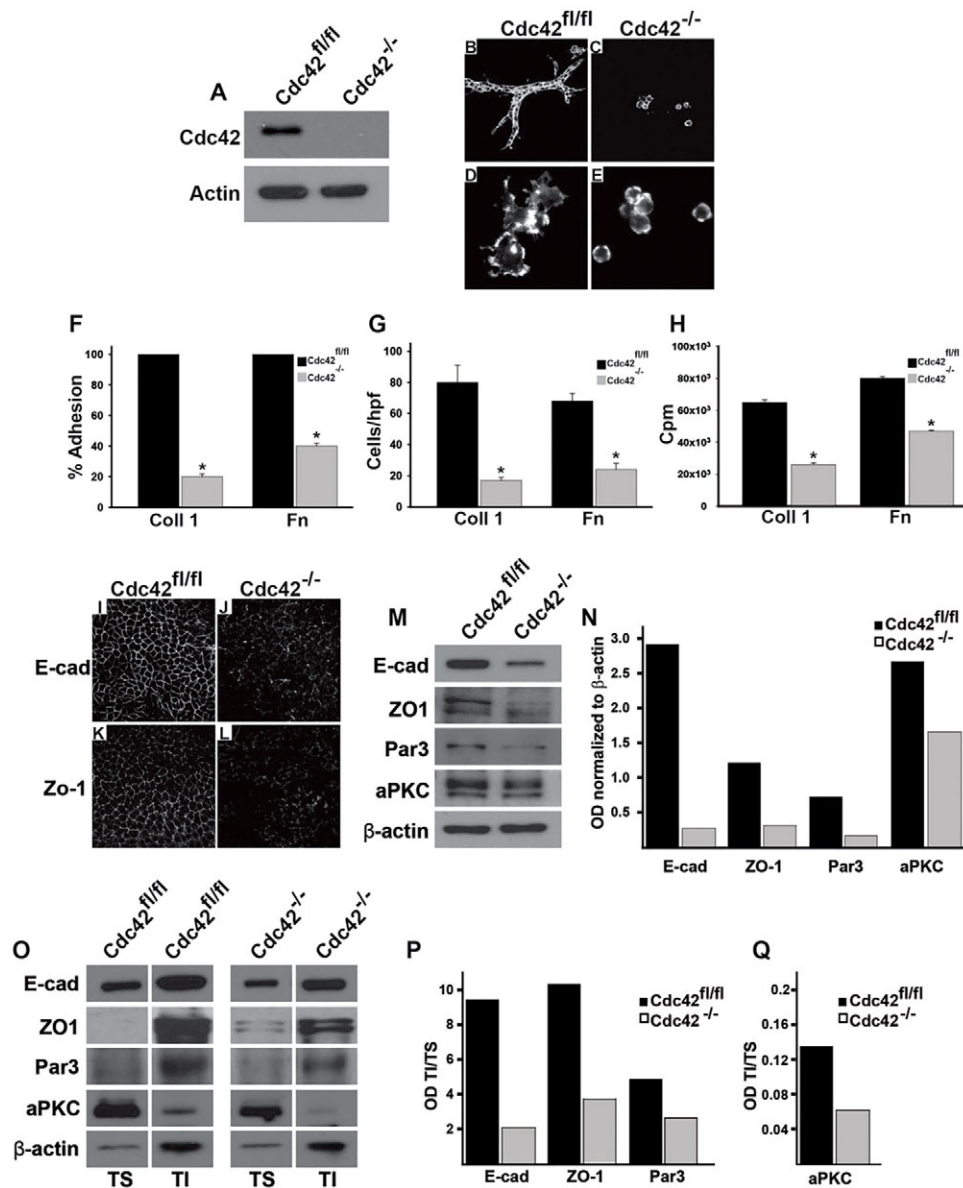 A
Cdc42fl/fl
Cdc42-/-
Cdc42
Actin
Cdc42fl/fl
Cdc42-/-
B
C
D
E
F
% Adhesion
100
80
60
40
20
0
Cdc42fl/fl
Cdc42-/-
*
*
Coll 1
Fn
G
Cells/hpf
100
80
60
40
20
0
Cdc42fl/fl
Cdc42-/-
*
*
Coll 1
Fn
H
Cpm
100x10³
80x10³
60x10³
40x10³
20x10³
0
Cdc42fl/fl
Cdc42-/-
*
*
Coll 1
Fn
Cdc42fl/fl
Cdc42-/-
I
J
E-cad
K
L
Zo-1
M
Cdc42fl/fl
Cdc42-/-
E-cad
ZO1
Par3
aPKC
β-actin
N
OD normalized to β-actin
3.0
2.5
2.0
1.5
1.0
0.5
Cdc42fl/fl
Cdc42-/-
E-cad
ZO-1
Par3
aPKC
O
Cdc42fl/fl
Cdc42fl/fl
Cdc42-/-
Cdc42-/-
E-cad
ZO1
Par3
aPKC
β-actin
TS
TI
TS
TI
P
OD TI/TS
10
8
6
4
2
Cdc42fl/fl
Cdc42-/-
E-cad
ZO-1
Par3
Q
OD TI/TS
0.2
0.16
0.12
0.08
0.04
Cdc42fl/fl
Cdc42-/-
aPKC